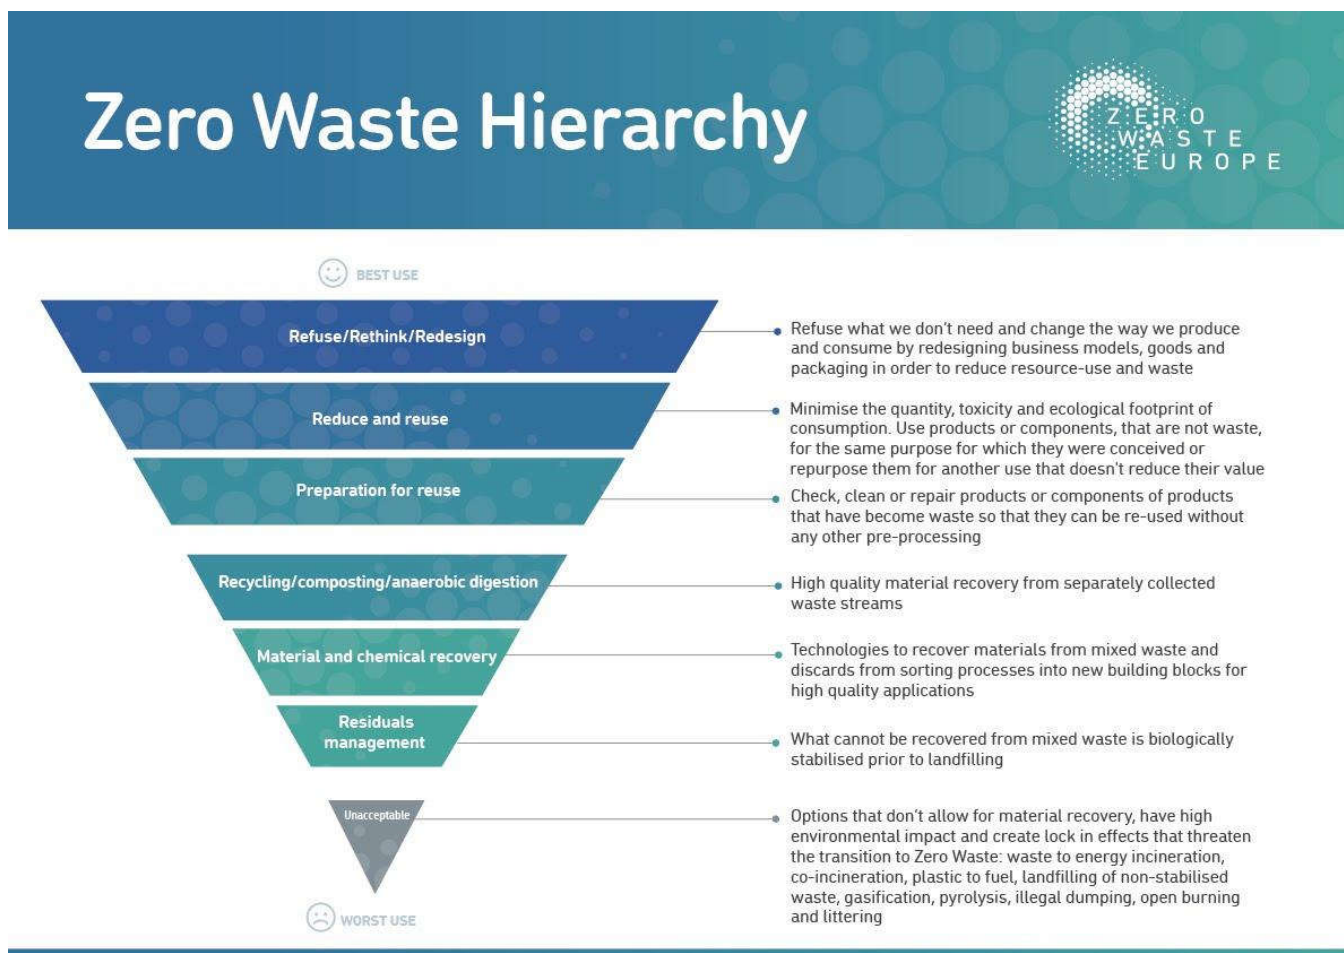 Zero Waste Hierarchy
ZERO
WASTE
EUROPE
BEST USE
Refuse/Rethink/Redesign
Refuse what we don't need and change the way we produce
and consume by redesigning business models, goods and
packaging in order to reduce resource-use and waste
Reduce and reuse
Minimise the quantity, toxicity and ecological footprint of
consumption. Use products or components, that are not waste,
for the same purpose for which they were conceived or
repurpose them for another use that doesn't reduce their value
Preparation for reuse
Check, clean or repair products or components of products
that have become waste so that they can be re-used without
any other pre-processing
Recycling/composting/anaerobic digestion
High quality material recovery from separately collected
waste streams
Material and chemical recovery
Technologies to recover materials from mixed waste and
discards from sorting processes into new building blocks for
high quality applications
Residuals
management
What cannot be recovered from mixed waste is biologically
stabilised prior to landfilling
Unacceptable
Options that don't allow for material recovery, have high
environmental impact and create lock in effects that threaten
the transition to Zero Waste: waste to energy incineration,
co-incineration, plastic to fuel, landfilling of non-stabilised
waste, gasification, pyrolysis, illegal dumping, open burning
and littering
WORST USE